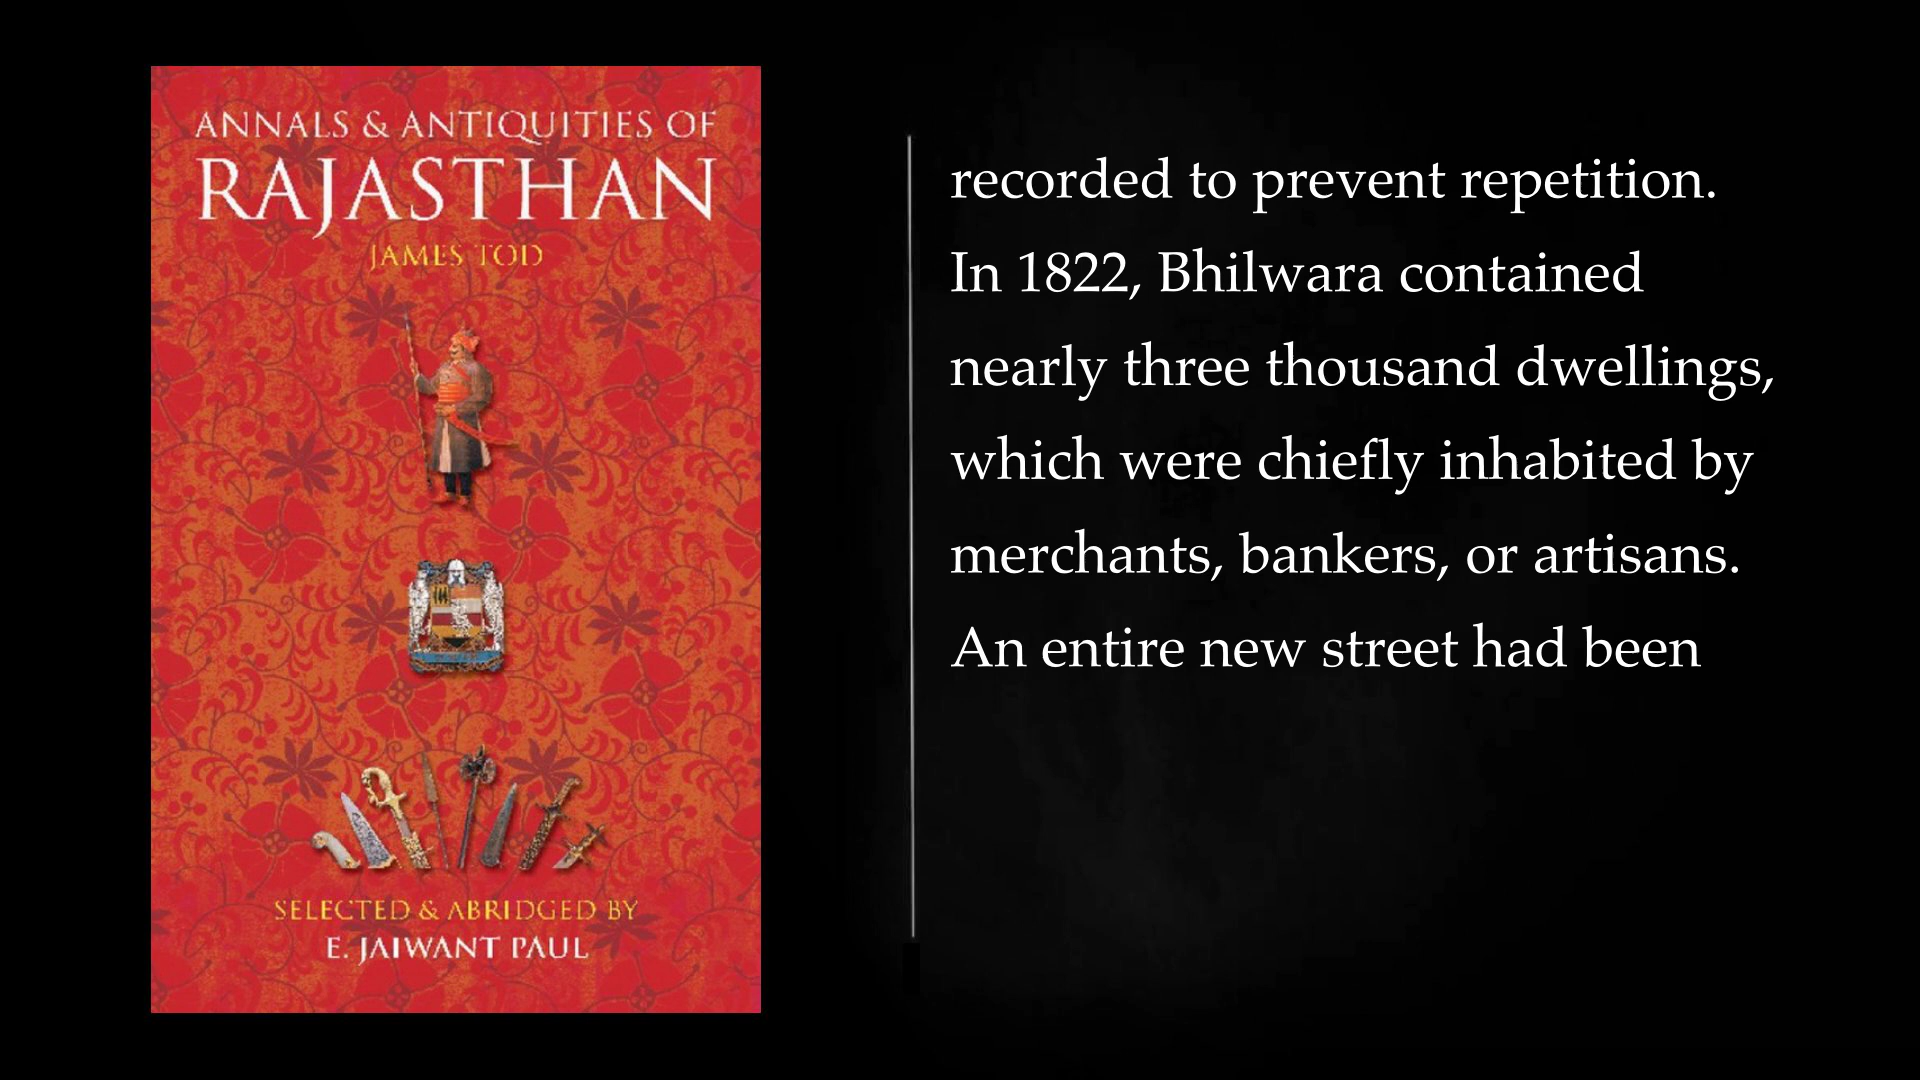 ANNALS & ANTIQUITIES OF
RAJASTHAN
JAMES TOD
SELECTED & ABRIDGED BY
E. JAIWANT PAUL
recorded to prevent repetition.
In 1822, Bhilwara contained
nearly three thousand dwellings,
which were chiefly inhabited by
merchants, bankers, or artisans.
An entire new street had been